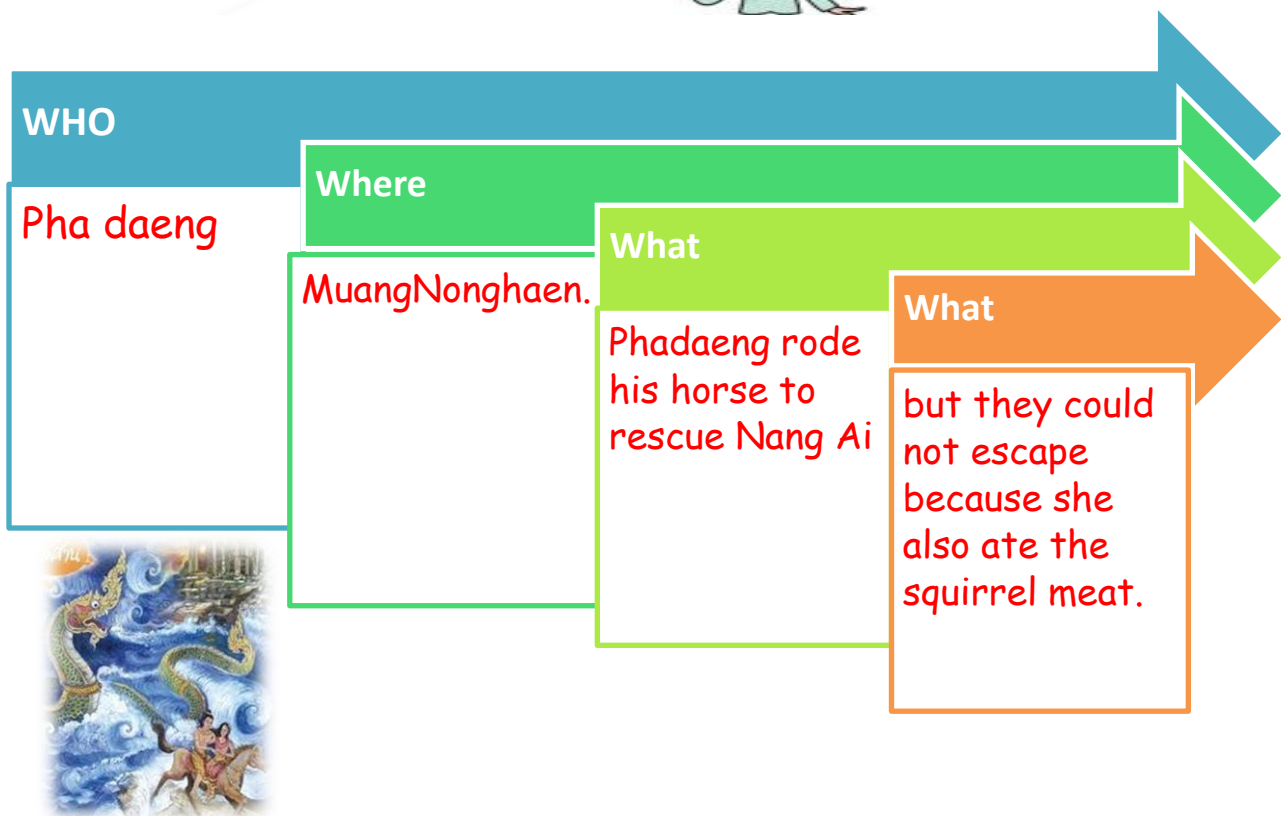 WHO
Pha daeng
Where
MuangNonghaen.
What
Phadaeng rode
his horse to
rescue Nang Ai
What
but they could
not escape
because she
also ate the
squirrel meat.